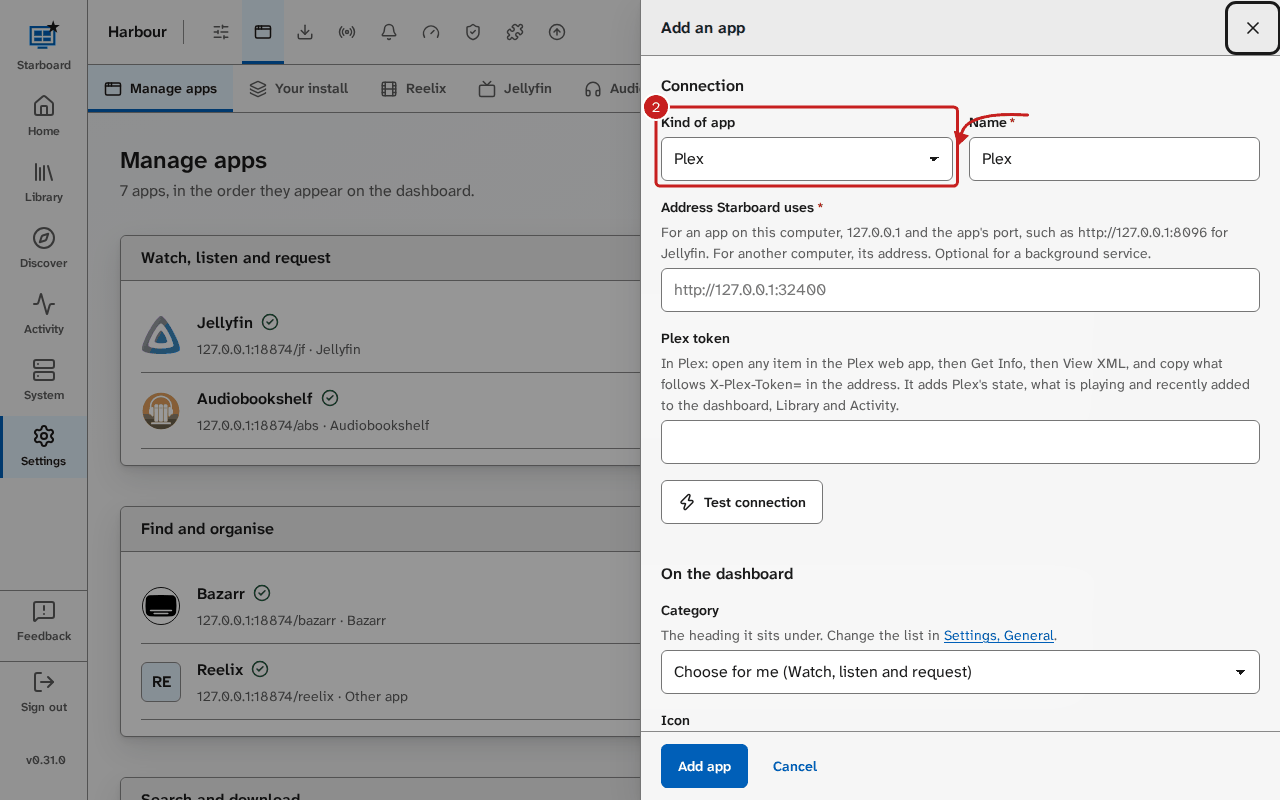 Starboard
Home
Library
Discover
Activity
System
Settings
Feedback
Sign out
v0.31.0
Harbour
Manage apps
Your install
Reelix
Jellyfin
Manage apps
7 apps, in the order they appear on the dashboard.
Watch, listen and request
Jellyfin
127.0.0.1:18874/jf · Jellyfin
Audiobookshelf
127.0.0.1:18874/abs · Audiobookshelf
Find and organise
Bazarr
127.0.0.1:18874/bazarr · Bazarr
RE
Reelix
127.0.0.1:18874/reelix · Other app
Search and download
Add an app
Connection
2
Kind of app
Plex
Name *
Plex
Address Starboard uses *
For an app on this computer, 127.0.0.1 and the app's port, such as http://127.0.0.1:8096 for
Jellyfin. For another computer, its address. Optional for a background service.
http://127.0.0.1:32400
Plex token
In Plex: open any item in the Plex web app, then Get Info, then View XML, and copy what
follows X-Plex-Token= in the address. It adds Plex's state, what is playing and recently added
to the dashboard, Library and Activity.
Test connection
On the dashboard
Category
The heading it sits under. Change the list in Settings, General.
Choose for me (Watch, listen and request)
Icon
Add app
Cancel